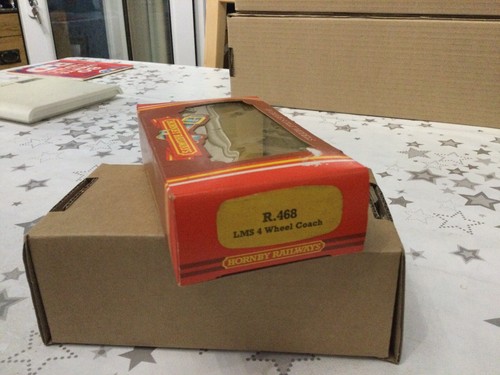 R.468
LMS 4 Wheel Coach
HORNBY RAILWAYS